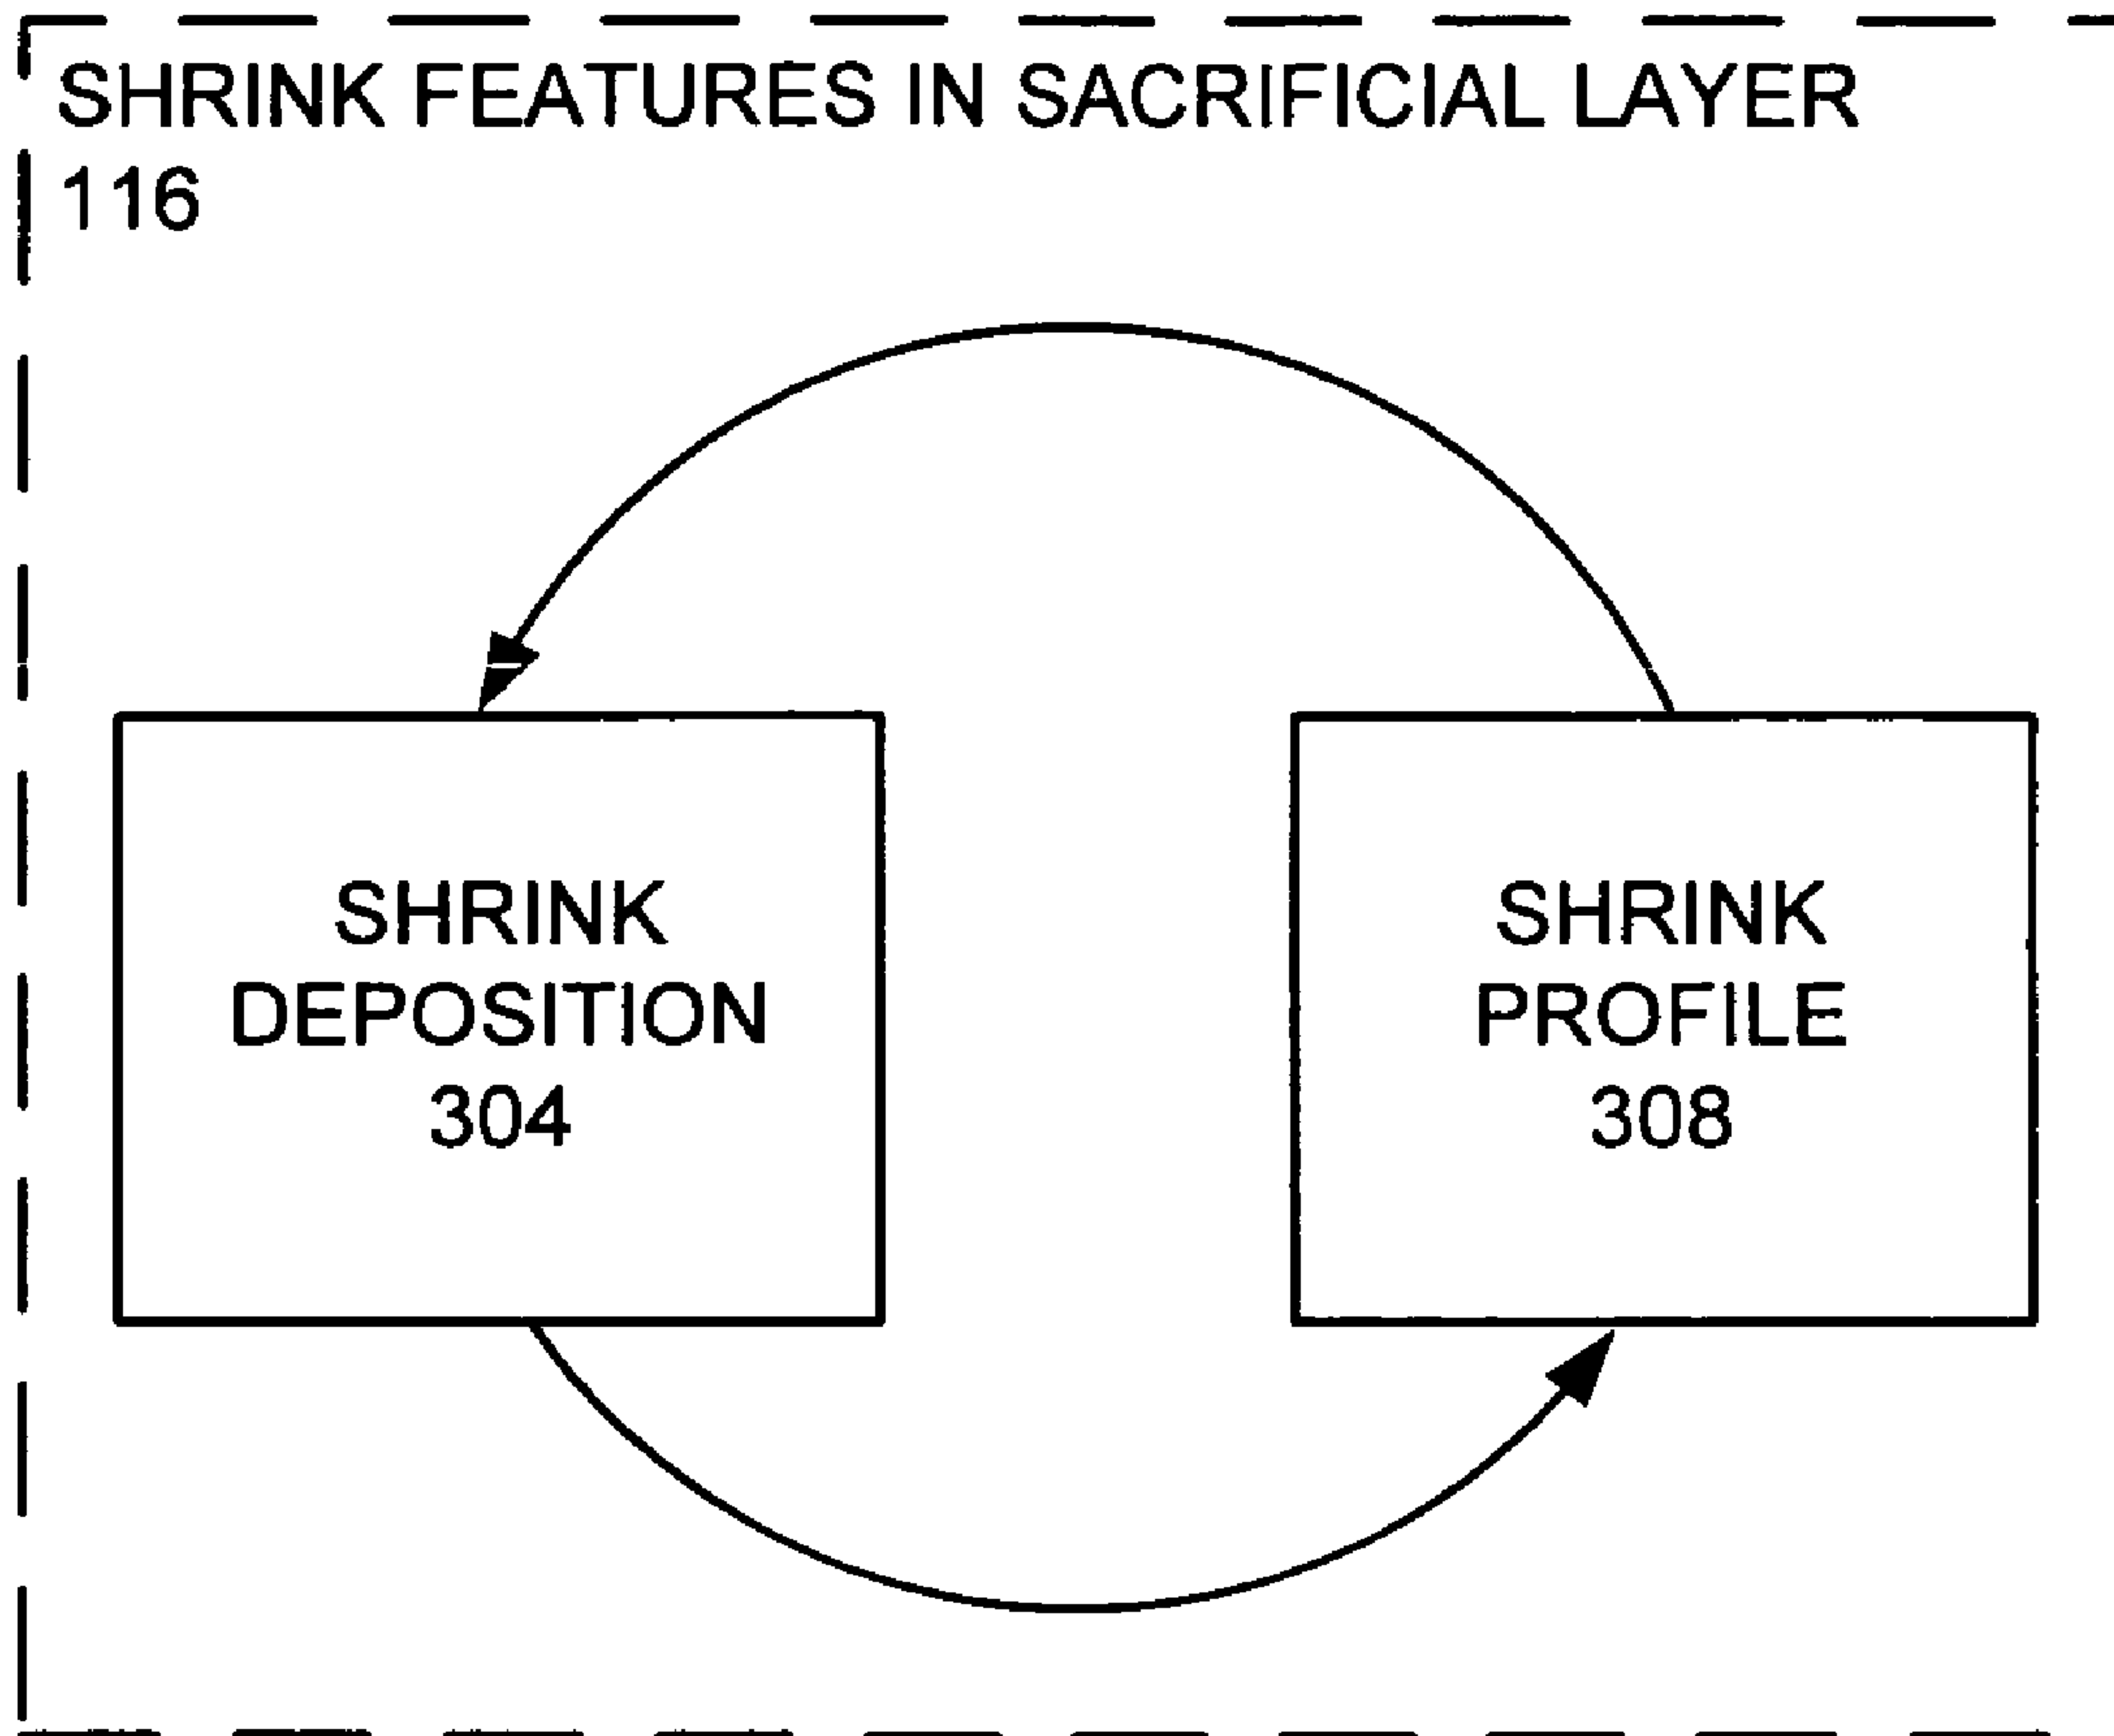 SHRINK FEATURES IN SACRIFICIAL LAYER
116
SHRINK
DEPOSITION
304
SHRINK
PROFILE
308